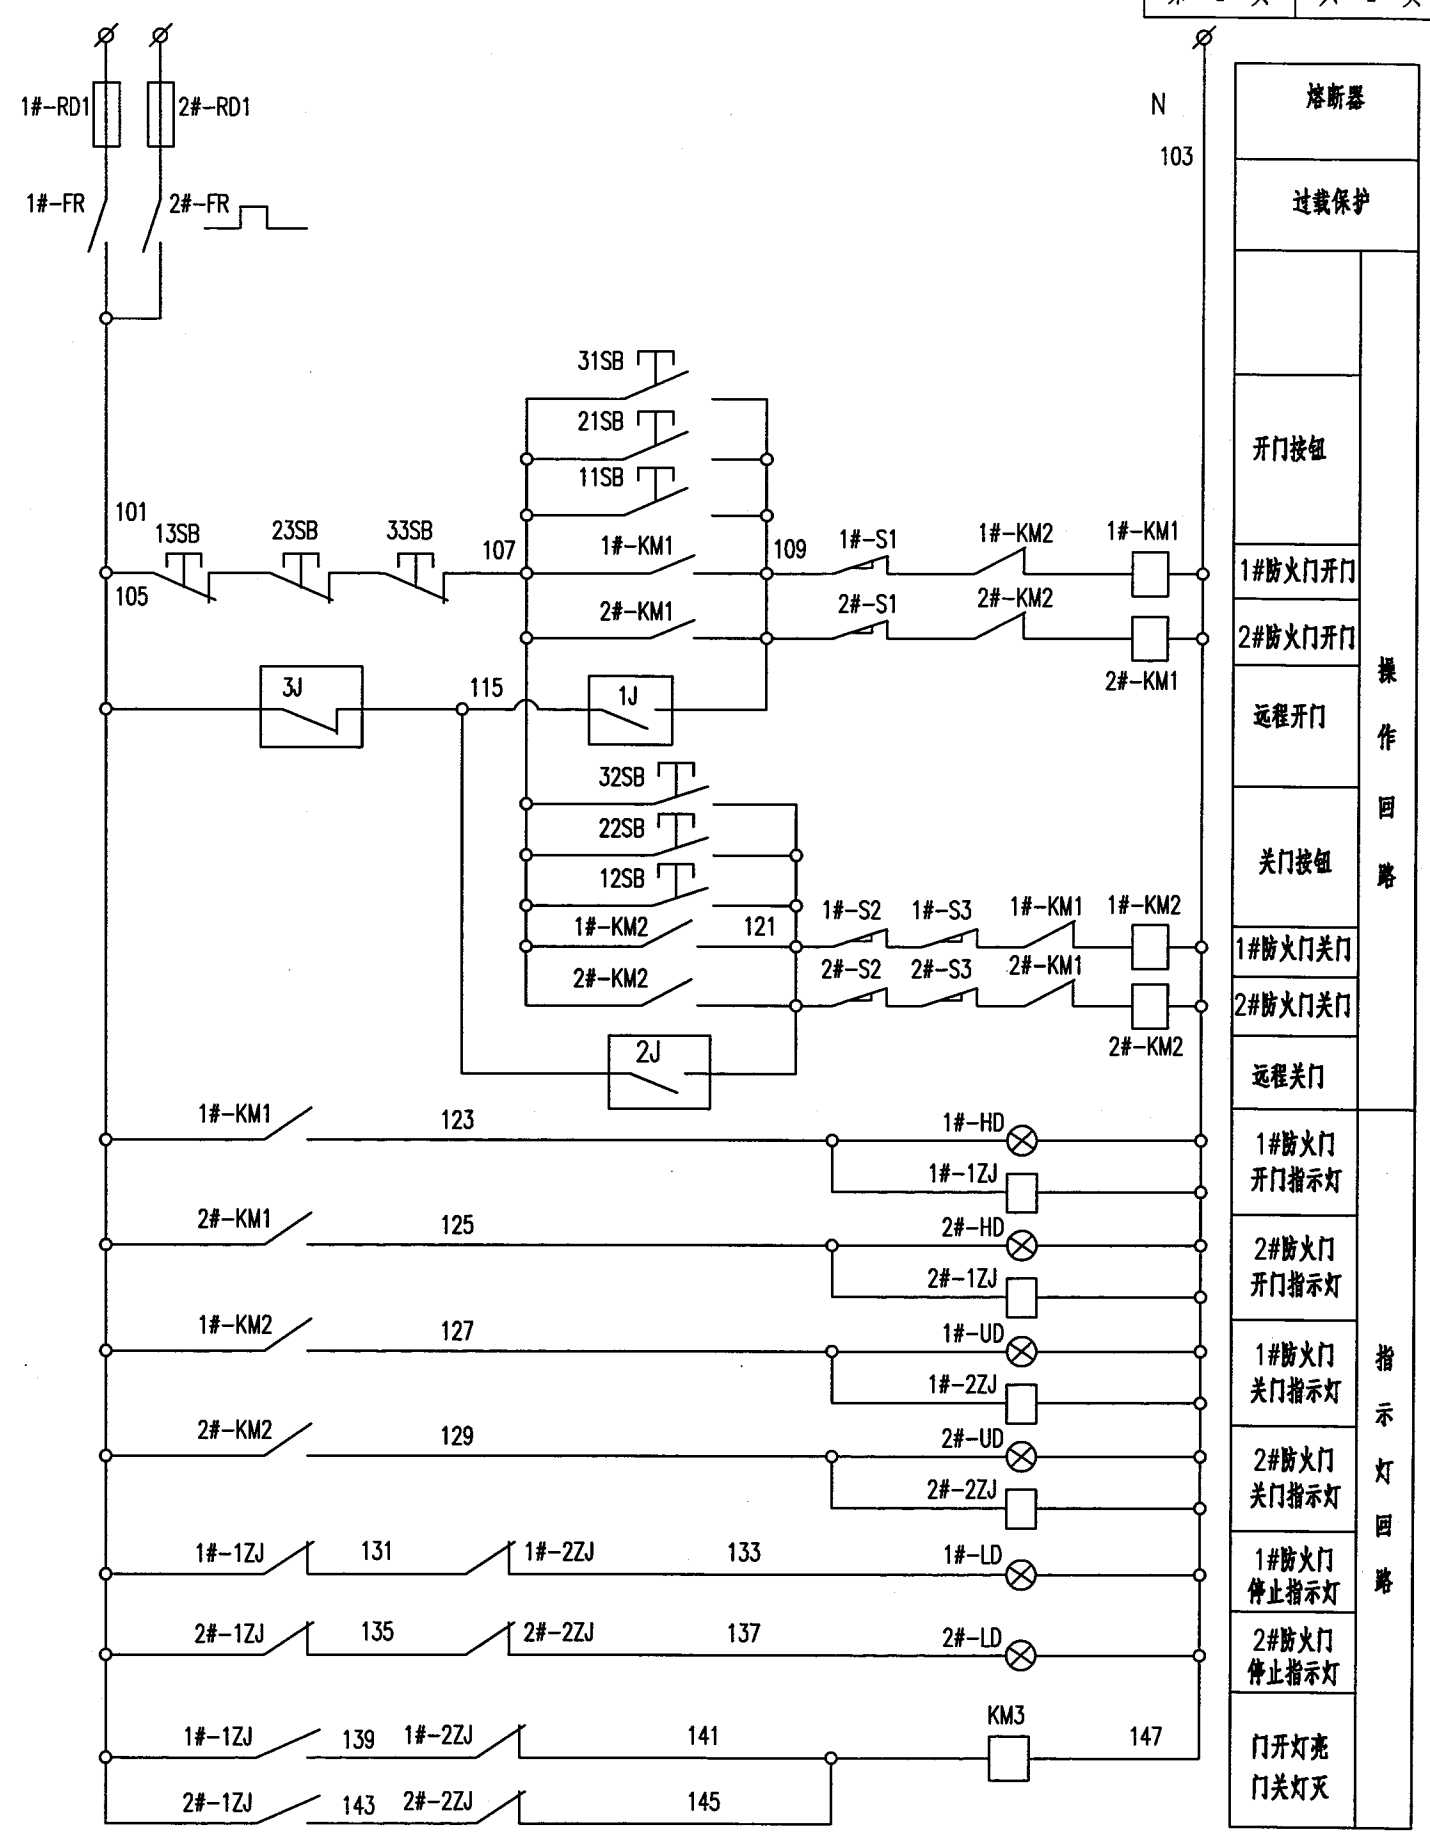 1#-RD1
2#-RD1
N
熔断器
103
1#-FR
2#-FR
过载保护
31SB
21SB
开门按钮
11SB
101
13SB
23SB
33SB
107
1#-KM1
109
1#-S1
1#-KM2
1#-KM1
1#防火门开门
105
2#-KM1
2#-S1
2#-KM2
2#防火门开门
2#-KM1
3J
115
1J
远程开门
操作回路
32SB
22SB
关门按钮
12SB
1#-KM2
121
1#-S2
1#-S3
1#-KM1
1#-KM2
1#防火门关门
2#-KM2
2#-S2
2#-S3
2#-KM1
2#防火门关门
2#-KM2
2J
远程关门
1#-KM1
123
1#-HD
1#防火门
开门指示灯
1#-1ZJ
2#-KM1
125
2#-HD
2#防火门
开门指示灯
2#-1ZJ
1#-KM2
127
1#-UD
1#防火门
关门指示灯
1#-2ZJ
指示灯回路
2#-KM2
129
2#-UD
2#防火门
关门指示灯
2#-2ZJ
1#-1ZJ
131
1#-2ZJ
133
1#-LD
1#防火门
停止指示灯
2#-1ZJ
135
2#-2ZJ
137
2#-LD
2#防火门
停止指示灯
1#-1ZJ
139
1#-2ZJ
141
KM3
147
门开灯亮
门关灯灭
2#-1ZJ
143
2#-2ZJ
145